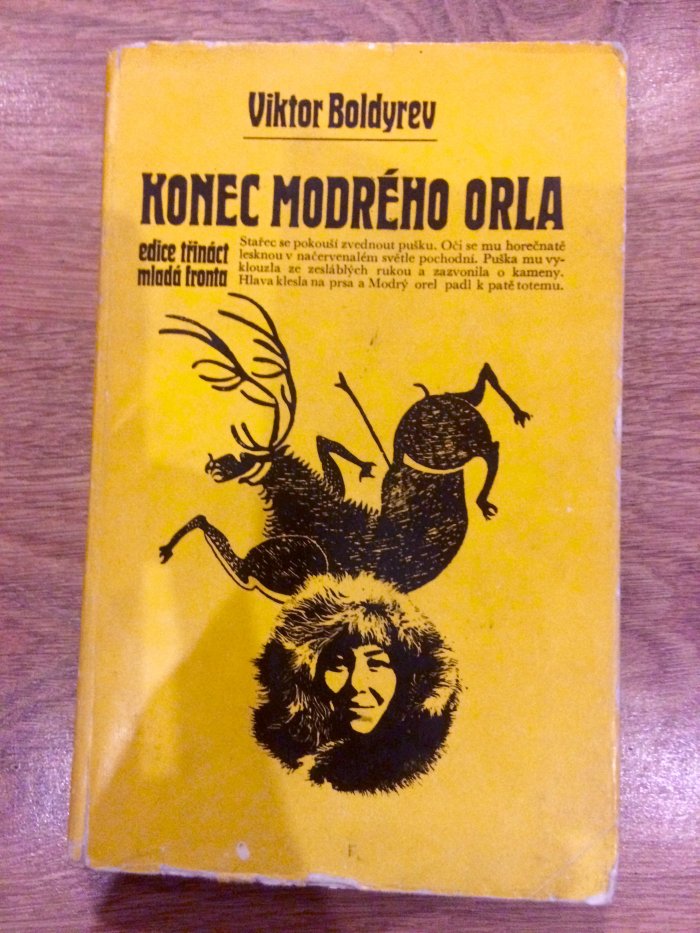 Viktor Boldyrev
KONEC MODRÉHO ORLA
edice třináct
mladá fronta
Stařec se pokouší zvednout pušku. Oči se mu horečnatě
lesknou v načervenalém světle pochodní. Puška mu vy-
klouzla ze zesláblých rukou a zazvonila o kameny.
Hlava klesla na prsa a Modrý orel padl k patě totemu.